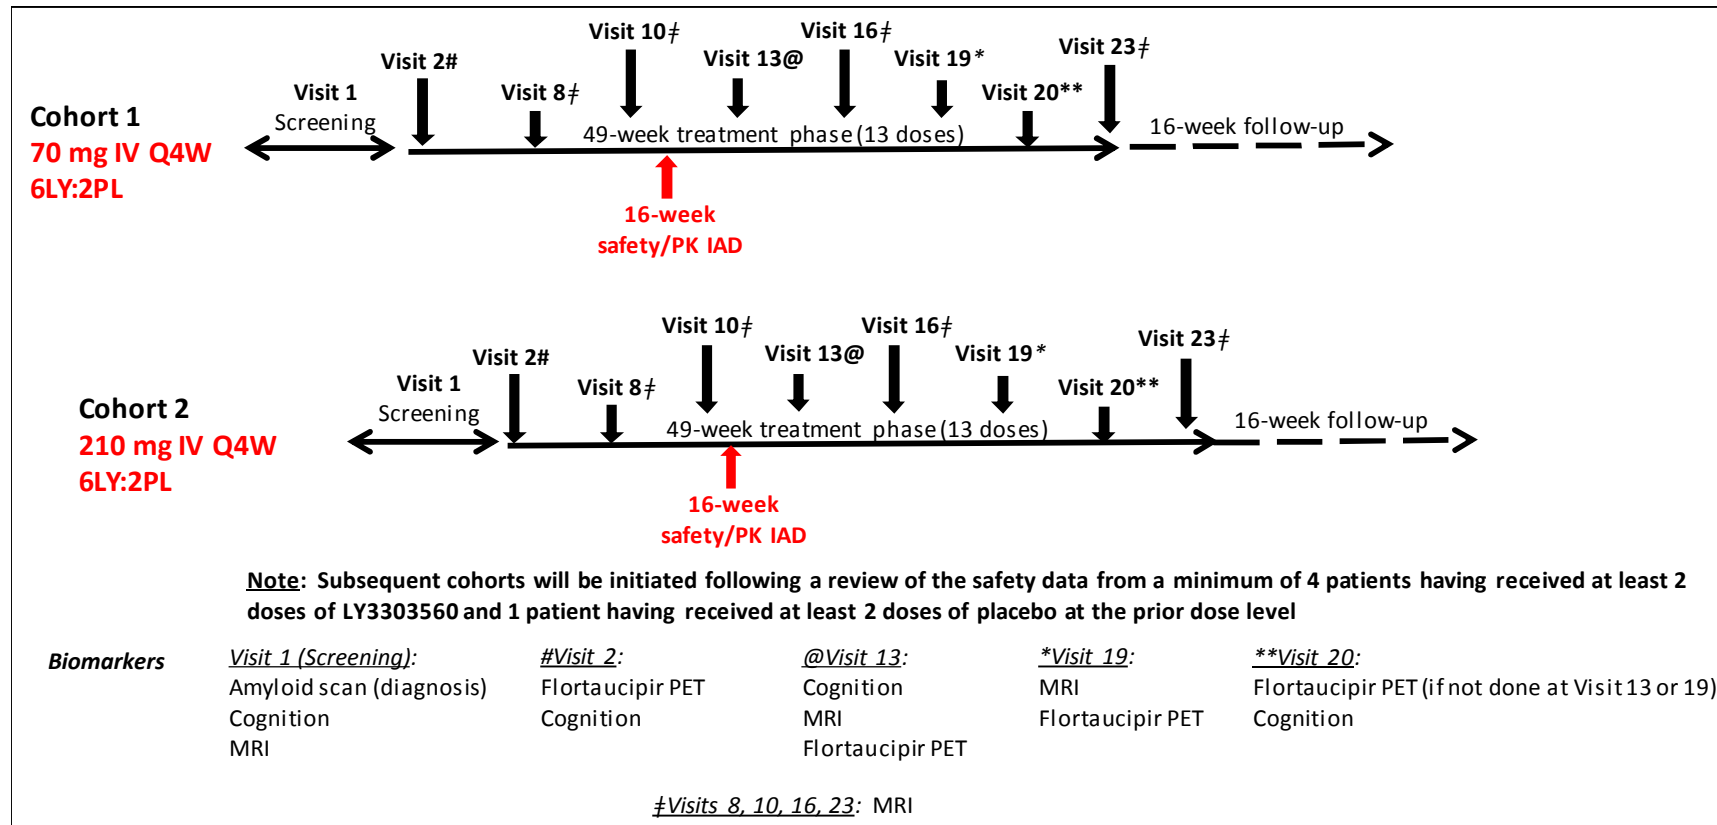 Visit 10ǂ
Visit 16ǂ
Visit 23ǂ
Visit 2#
Visit 13@
Visit 19*
Visit 1
Screening
Visit 8ǂ
Visit 20**
Cohort 1
70 mg IV Q4W
6LY:2PL
49-week treatment phase (13 doses)
16-week follow-up
16-week
safety/PK IAD
Visit 10ǂ
Visit 16ǂ
Visit 23ǂ
Visit 2#
Visit 13@
Visit 19*
Visit 1
Screening
Visit 8ǂ
Visit 20**
Cohort 2
210 mg IV Q4W
6LY:2PL
49-week treatment phase (13 doses)
16-week follow-up
16-week
safety/PK IAD
Note: Subsequent cohorts will be initiated following a review of the safety data from a minimum of 4 patients having received at least 2
doses of LY3303560 and 1 patient having received at least 2 doses of placebo at the prior dose level
Biomarkers
Visit 1 (Screening):
Amyloid scan (diagnosis)
Cognition
MRI
#Visit 2:
Flortaucipir PET
Cognition
@Visit 13:
Cognition
MRI
Flortaucipir PET
*Visit 19:
MRI
Flortaucipir PET
**Visit 20:
Flortaucipir PET (if not done at Visit 13 or 19)
Cognition
ǂVisits 8, 10, 16, 23: MRI